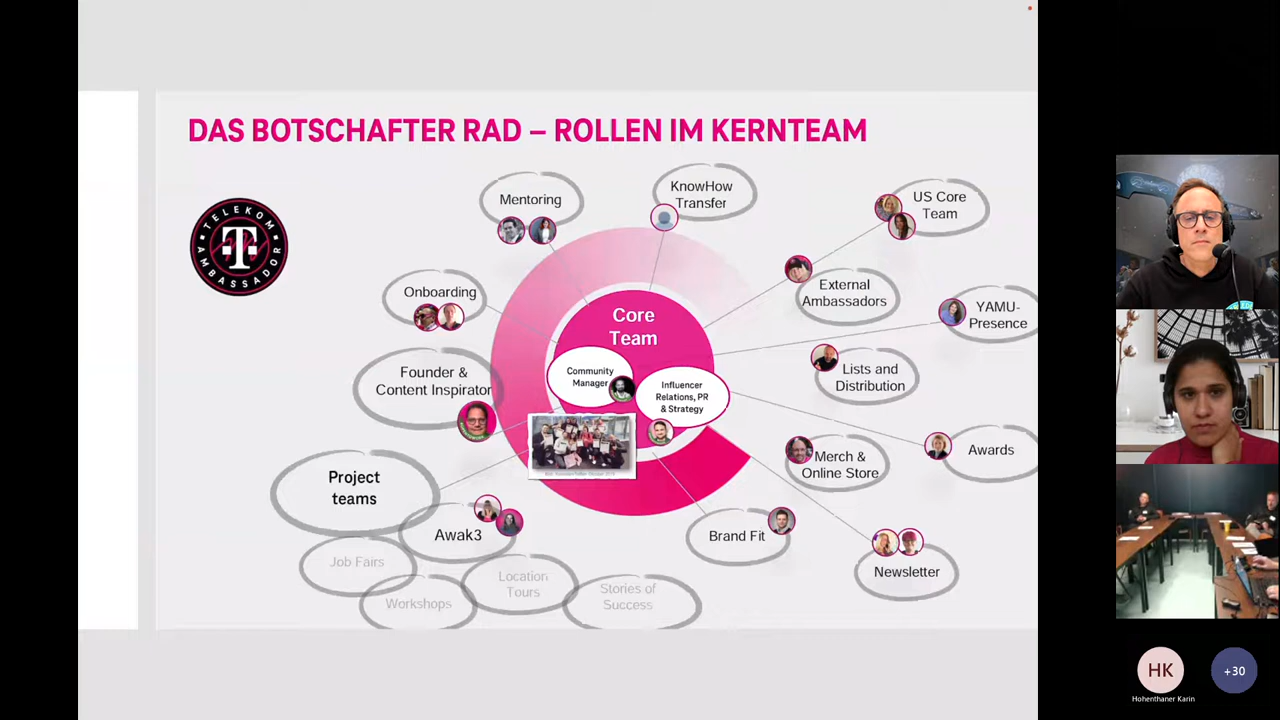 DAS BOTSCHAFTER RAD – ROLLEN IM KERNTEAM
TELEKOM
T
AMBASSADOR
Mentoring
KnowHow
Transfer
US Core
Team
Onboarding
External
Ambassadors
YAMU-
Presence
Core
Team
Founder &
Content Inspirator
Community
Manager
Influencer
Relations, PR
& Strategy
Lists and
Distribution
Project
teams
Merch &
Online Store
Awards
Awak3
Brand Fit
Newsletter
Job Fairs
Location
Tours
Workshops
Stories of
Success
HK
+30
Hohenthaner Karin